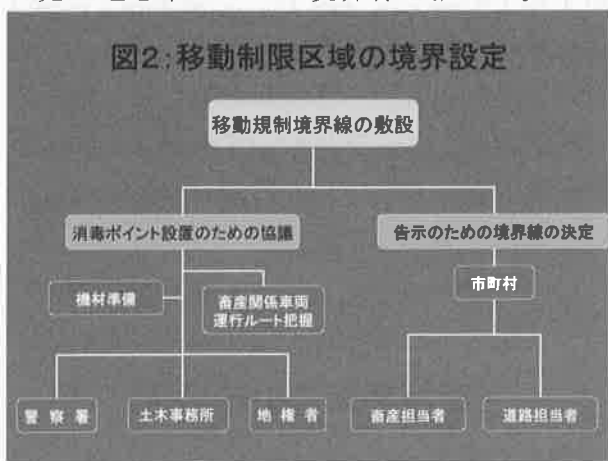 図2:移動制限区域の境界設定
移動規制境界線の敷設
消毒ポイント設置のための協議
告示のための境界線の決定
機材準備
畜産関係車両
運行ルート把握
市町村
警察署
土木事務所
地権者
畜産担当者
道路担当者